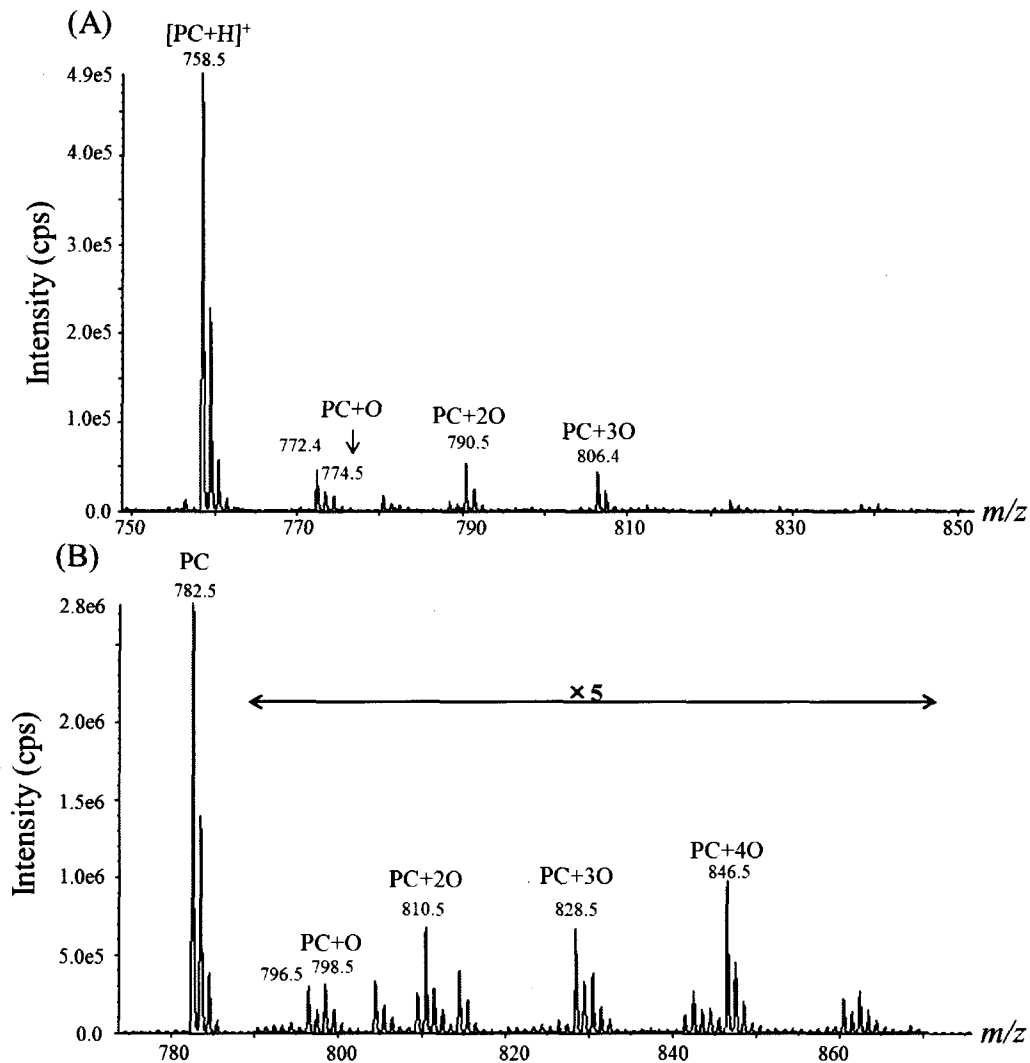 (A)
[PC+H]+
758.5
4.9e5
4.0e5
3.0e5
2.0e5
1.0e5
0.0
Intensity (cps)
PC+O
772.4
774.5
PC+2O
790.5
PC+3O
806.4
750 770 790 810 830 850 m/z
(B)
PC
782.5
2.8e6
2.0e6
1.5e6
1.0e6
5.0e5
0.0
Intensity (cps)
×5
796.5
PC+O
798.5
PC+2O
810.5
PC+3O
828.5
PC+4O
846.5
780 800 820 840 860 m/z